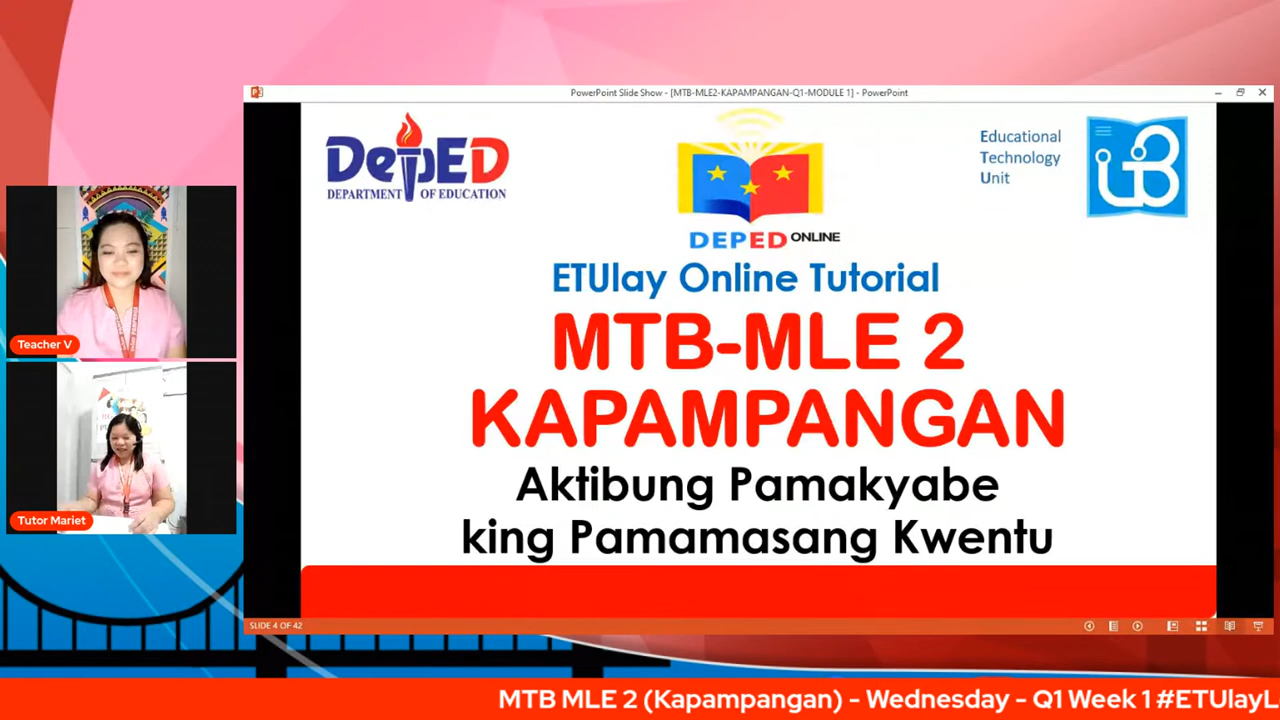 PowerPoint Slide Show - [MTB-MLE2-KAPAMPANGAN-Q1-MODULE 1] - PowerPoint
DepED
DEPARTMENT OF EDUCATION
DEPED ONLINE
Educational
Technology
Unit
ETUlay Online Tutorial
MTB-MLE 2
KAPAMPANGAN
Aktibung Pamakyabe
king Pamamasang Kwentu
Teacher V
Tutor Mariet
SLIDE 4 OF 42
MTB MLE 2 (Kapampangan) - Wednesday - Q1 Week 1 #ETUlayL